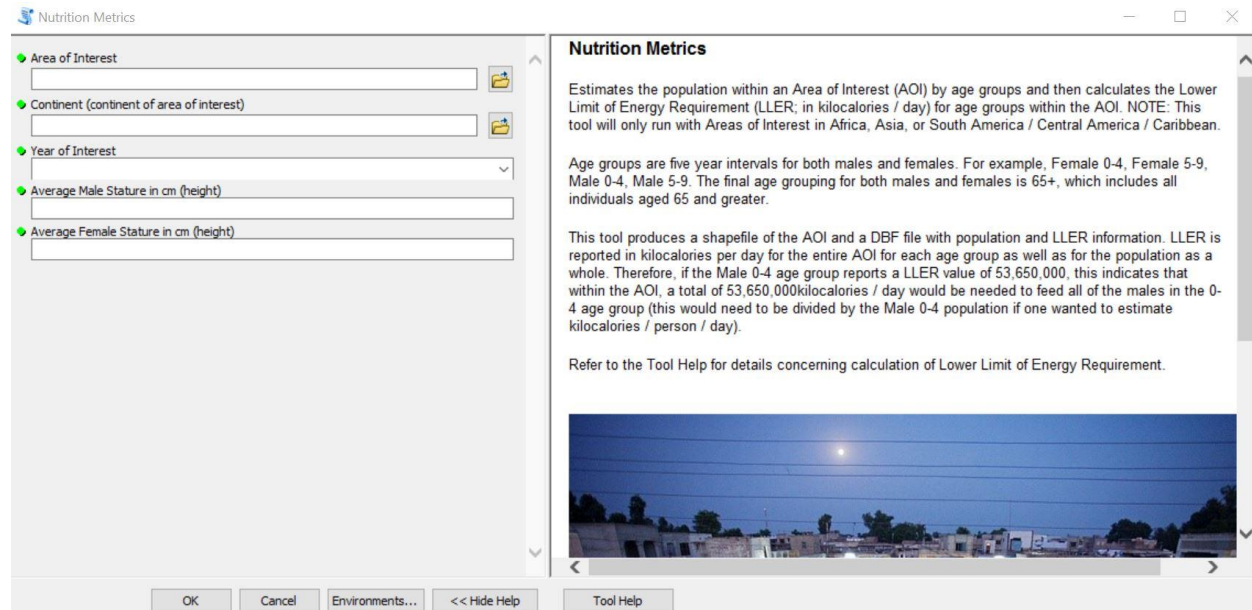 Nutrition Metrics
Area of Interest
Continent (continent of area of interest)
Year of Interest
Average Male Stature in cm (height)
Average Female Stature in cm (height)
Nutrition Metrics
Estimates the population within an Area of Interest (AOI) by age groups and then calculates the Lower
Limit of Energy Requirement (LLER; in kilocalories / day) for age groups within the AOI. NOTE: This
tool will only run with Areas of Interest in Africa, Asia, or South America / Central America / Caribbean.
Age groups are five year intervals for both males and females. For example, Female 0-4, Female 5-9,
Male 0-4, Male 5-9. The final age grouping for both males and females is 65+, which includes all
individuals aged 65 and greater.
This tool produces a shapefile of the AOI and a DBF file with population and LLER information. LLER is
reported in kilocalories per day for the entire AOI for each age group as well as for the population as a
whole. Therefore, if the Male 0-4 age group reports a LLER value of 53,650,000, this indicates that
within the AOI, a total of 53,650,000kilocalories / day would be needed to feed all of the males in the 0-
4 age group (this would need to be divided by the Male 0-4 population if one wanted to estimate
kilocalories / person / day).
Refer to the Tool Help for details concerning calculation of Lower Limit of Energy Requirement.
OK Cancel Environments... << Hide Help Tool Help